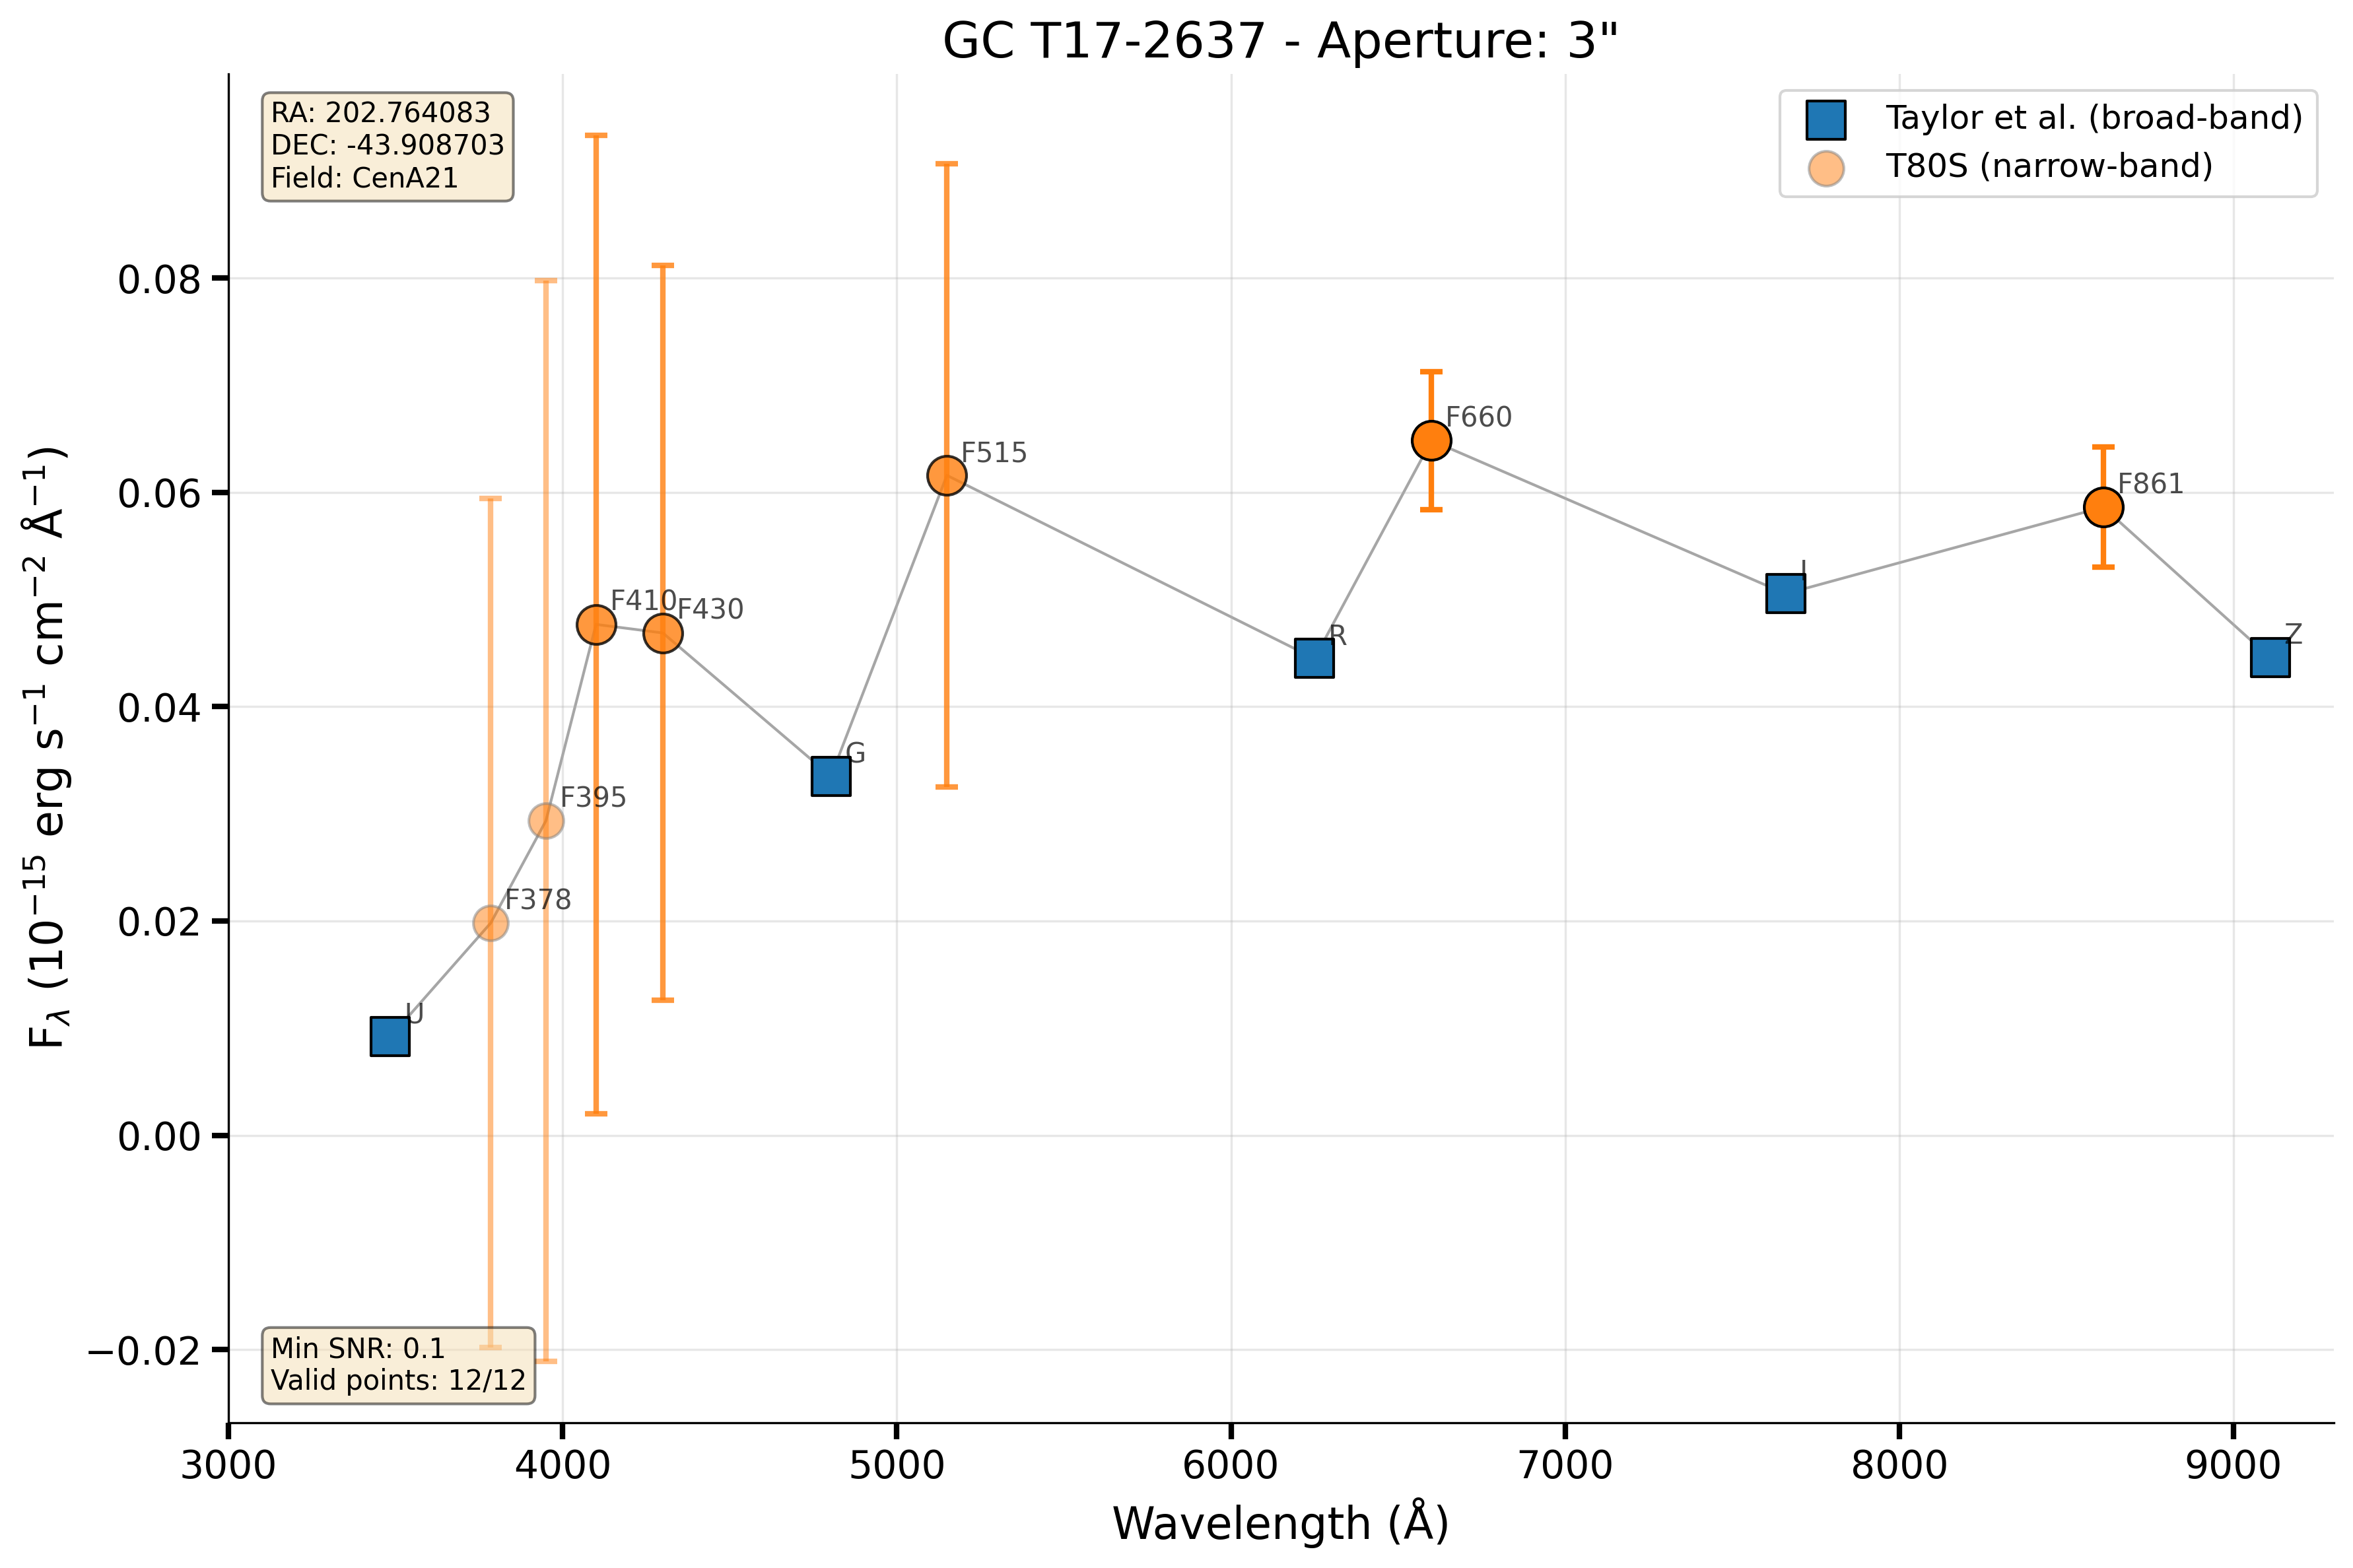 GC T17-2637 - Aperture: 3"
RA: 202.764083
DEC: -43.908703
Field: CenA21
Taylor et al. (broad-band)
T80S (narrow-band)
F_λ (10⁻¹⁵ erg s⁻¹ cm⁻² Å⁻¹)
0.08
0.06
0.04
0.02
0.00
−0.02
U
F378
F395
F410
F430
G
F515
R
F660
I
F861
Z
Min SNR: 0.1
Valid points: 12/12
3000 4000 5000 6000 7000 8000 9000
Wavelength (Å)